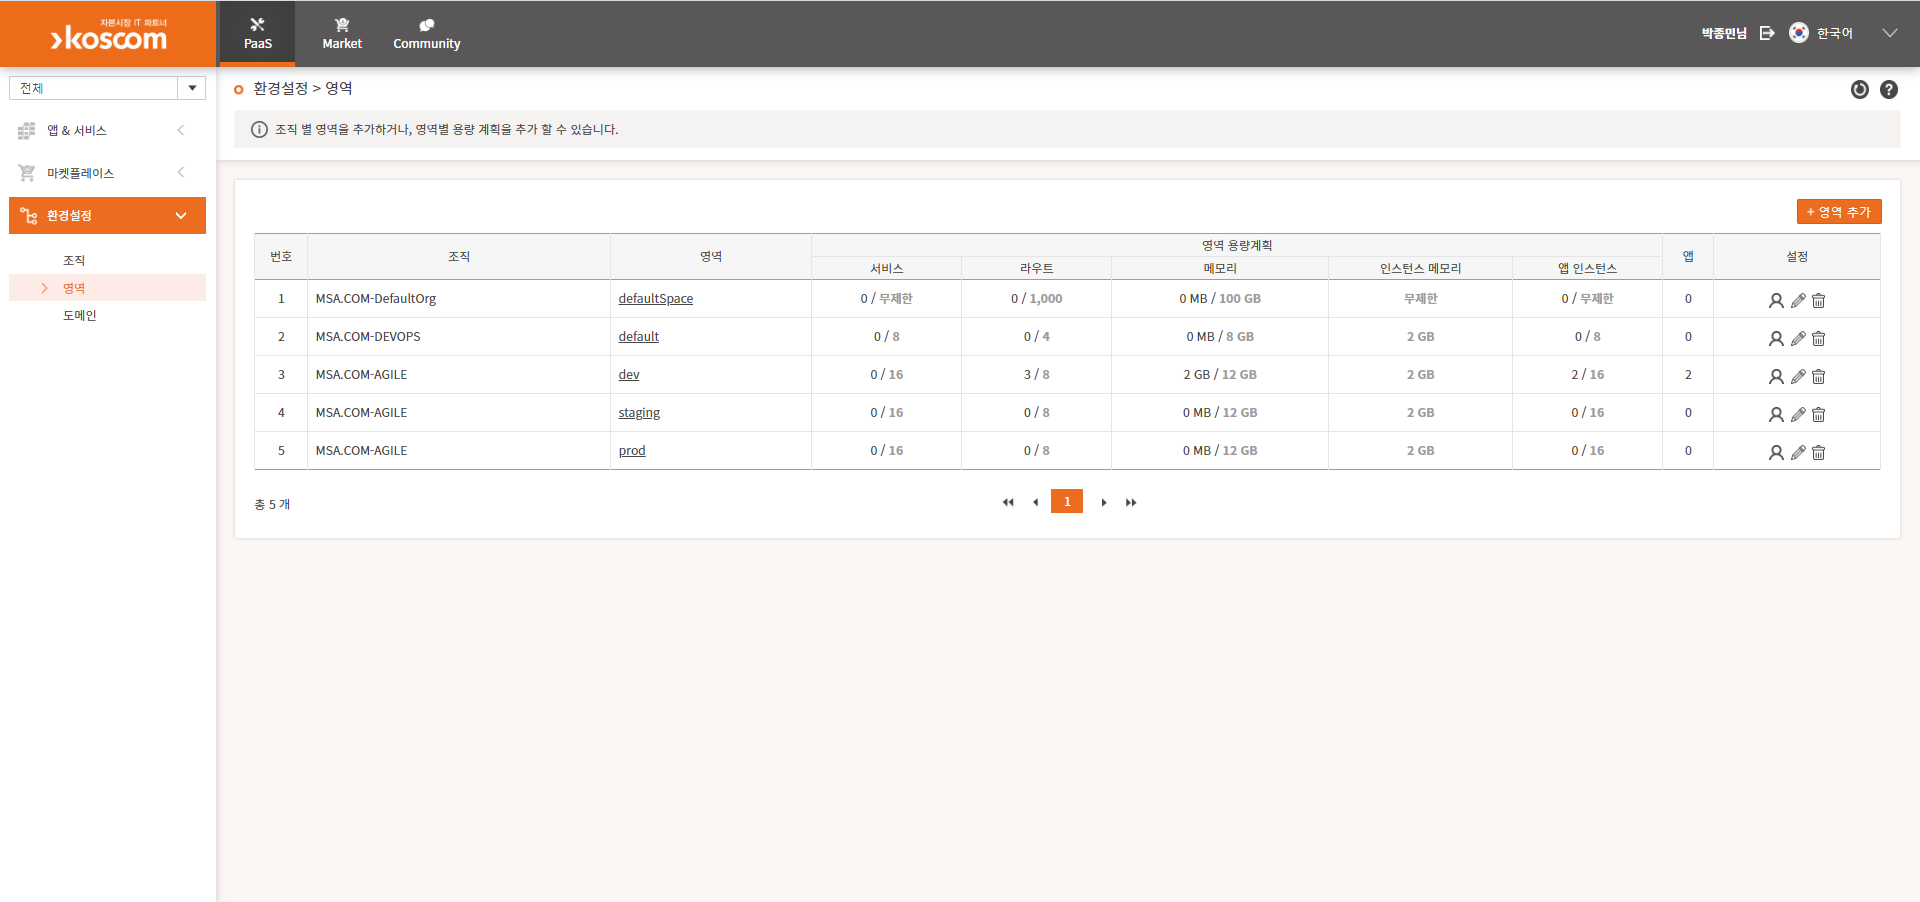 자본시장 IT 파트너
koscom
PaaS
Market
Community
박종민님
한국어
전체
앱 & 서비스
마켓플레이스
환경설정
조직
영역
도메인
환경설정 > 영역
조직 별 영역을 추가하거나, 영역별 용량 계획을 추가 할 수 있습니다.
+ 영역 추가
번호 조직 영역 영역 용량계획 앱 설정
서비스 라우트 메모리 인스턴스 메모리 앱 인스턴스
1 MSA.COM-DefaultOrg defaultSpace 0 / 무제한 0 / 1,000 0 MB / 100 GB 무제한 0 / 무제한 0
2 MSA.COM-DEVOPS default 0 / 8 0 / 4 0 MB / 8 GB 2 GB 0 / 8 0
3 MSA.COM-AGILE dev 0 / 16 3 / 8 2 GB / 12 GB 2 GB 2 / 16 2
4 MSA.COM-AGILE staging 0 / 16 0 / 8 0 MB / 12 GB 2 GB 0 / 16 0
5 MSA.COM-AGILE prod 0 / 16 0 / 8 0 MB / 12 GB 2 GB 0 / 16 0
총 5 개
1